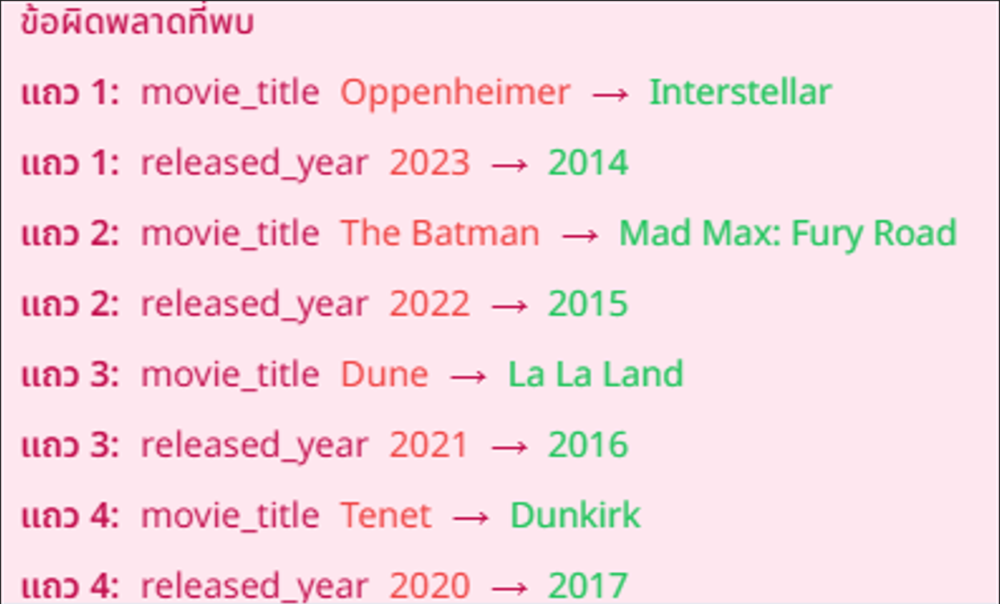 ข้อผิดพลาดที่พบ
แถว 1: movie_title Oppenheimer → Interstellar
แถว 1: released_year 2023 → 2014
แถว 2: movie_title The Batman → Mad Max: Fury Road
แถว 2: released_year 2022 → 2015
แถว 3: movie_title Dune → La La Land
แถว 3: released_year 2021 → 2016
แถว 4: movie_title Tenet → Dunkirk
แถว 4: released_year 2020 → 2017